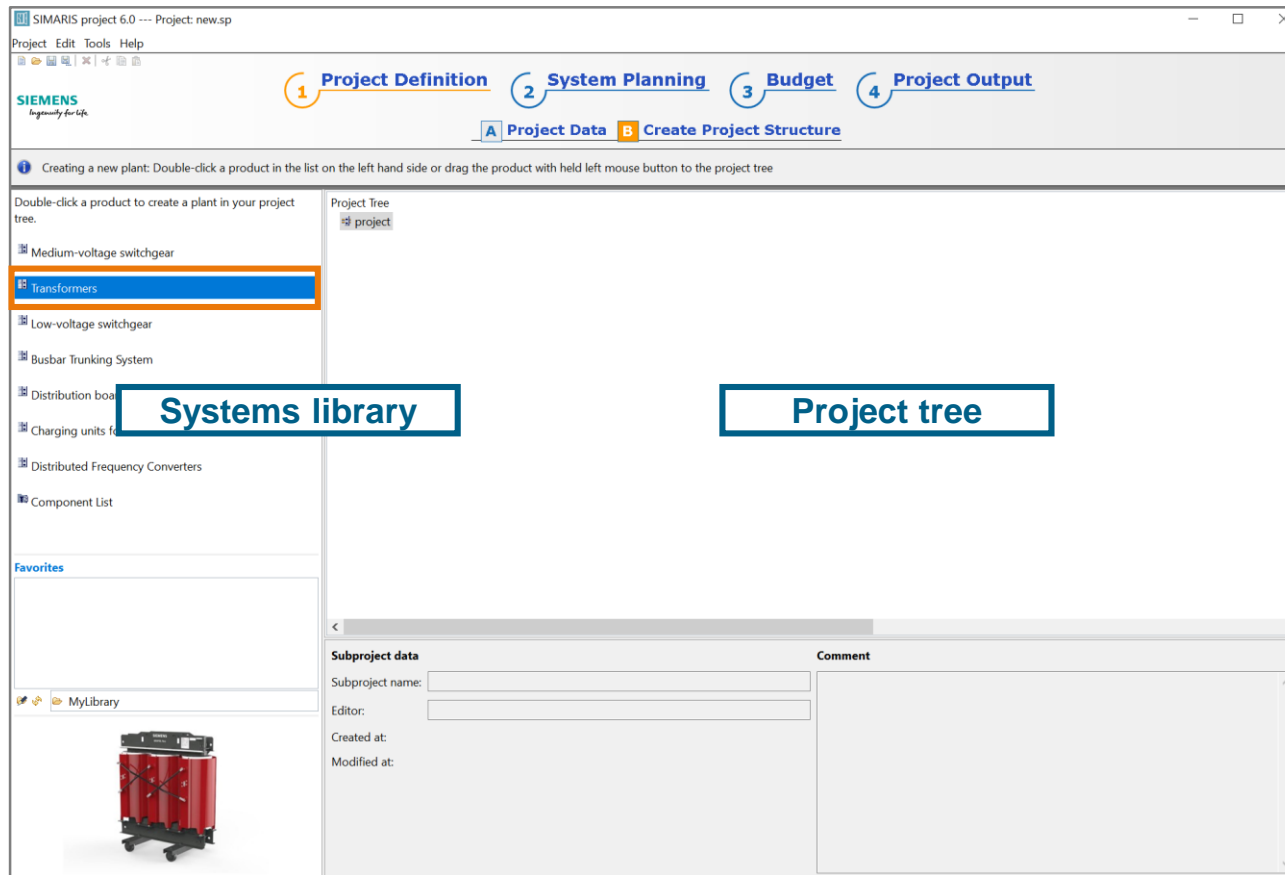 SIMARIS project 6.0 --- Project: new.sp
Project Edit Tools Help
SIEMENS
Ingenuity for life
1 Project Definition 2 System Planning 3 Budget 4 Project Output
A Project Data B Create Project Structure
Creating a new plant: Double-click a product in the list on the left hand side or drag the product with held left mouse button to the project tree
Double-click a product to create a plant in your project
tree.
Medium-voltage switchgear
Transformers
Low-voltage switchgear
Busbar Trunking System
Distribution boa
Charging units fo
Distributed Frequency Converters
Component List
Systems library
Favorites
MyLibrary
Project Tree
project
Project tree
Subproject data
Subproject name:
Editor:
Created at:
Modified at:
Comment